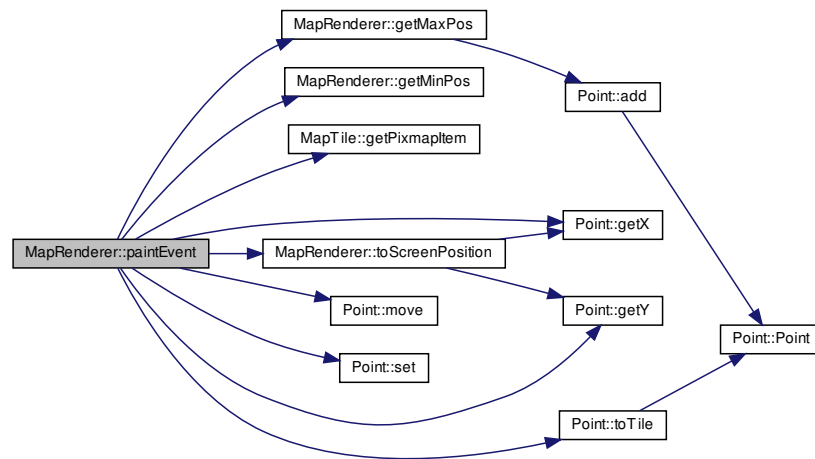 MapRenderer::getMaxPos
MapRenderer::getMinPos
Point::add
MapTile::getPixmapItem
Point::getX
MapRenderer::paintEvent
MapRenderer::toScreenPosition
Point::move
Point::getY
Point::Point
Point::set
Point::toTile